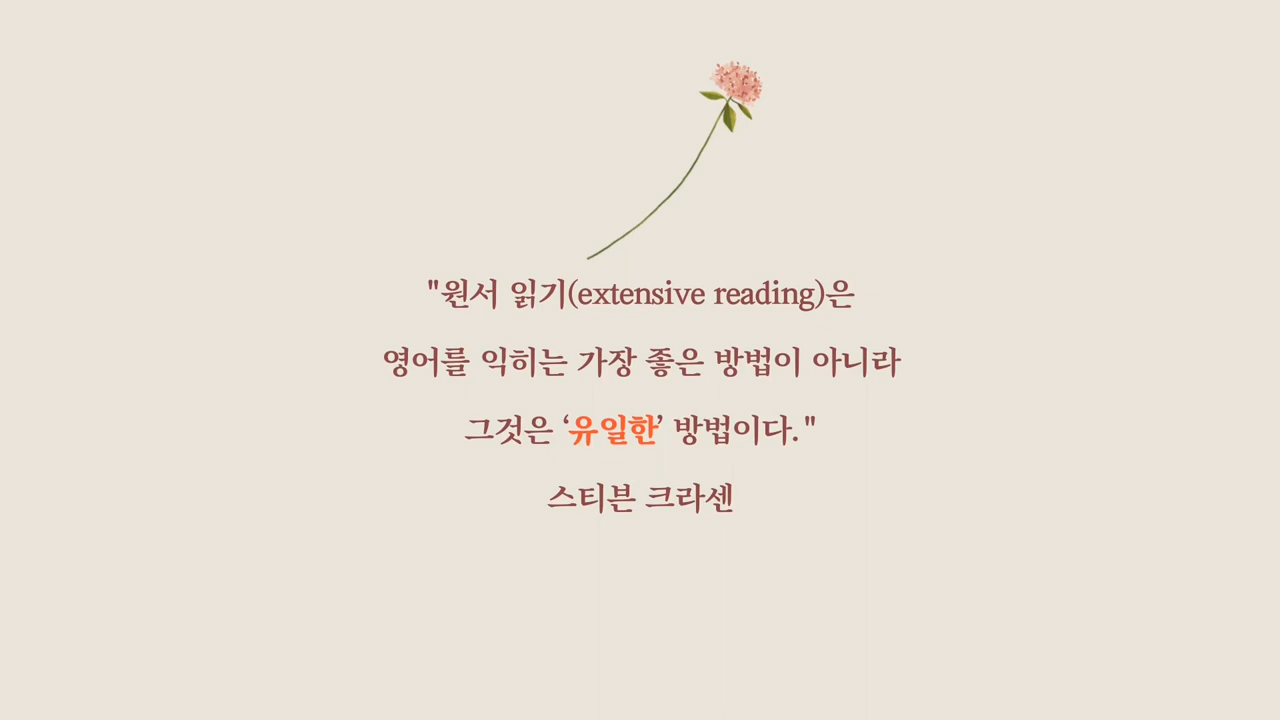 "원서 읽기(extensive reading)은
영어를 익히는 가장 좋은 방법이 아니라
그것은 ‘유일한’ 방법이다."
스티븐 크라센